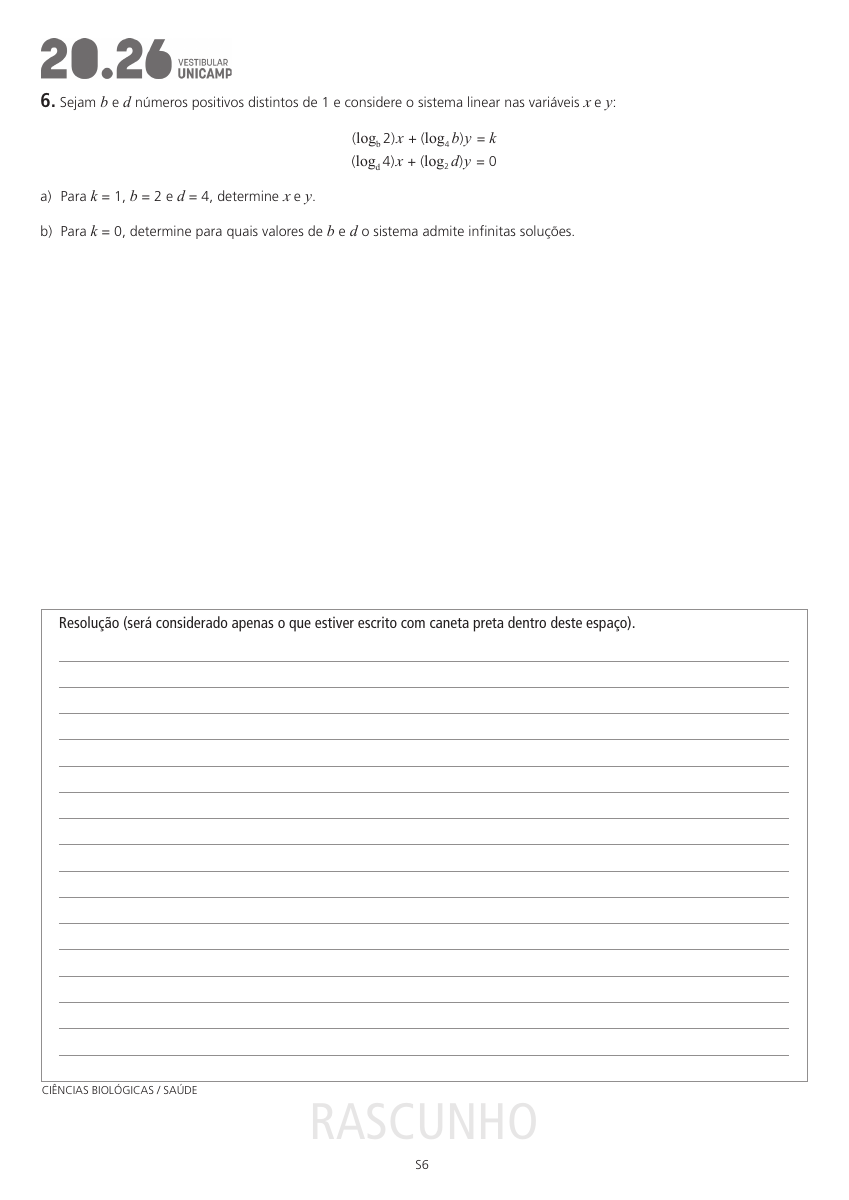 20.26 VESTIBULAR UNICAMP
6. Sejam b e d números positivos distintos de 1 e considere o sistema linear nas variáveis x e y:
(log_b 2)x + (log_4 b)y = k
(log_d 4)x + (log_2 d)y = 0
a) Para k = 1, b = 2 e d = 4, determine x e y.
b) Para k = 0, determine para quais valores de b e d o sistema admite infinitas soluções.
Resolução (será considerado apenas o que estiver escrito com caneta preta dentro deste espaço).
CIÊNCIAS BIOLÓGICAS / SAÚDE
RASCUNHO
S6